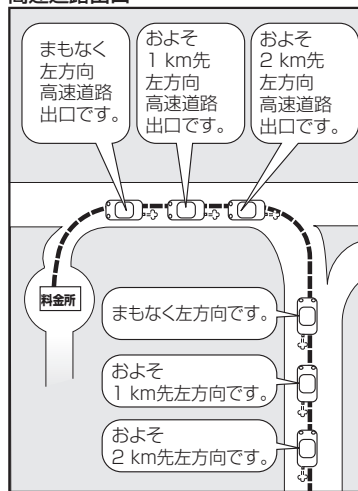 高速道路出口
まもなく
左方向
高速道路
出口です。
およそ
1 km先
左方向
高速道路
出口です。
およそ
2 km先
左方向
高速道路
出口です。
料金所
まもなく左方向です。
およそ
1 km先左方向です。
およそ
2 km先左方向です。